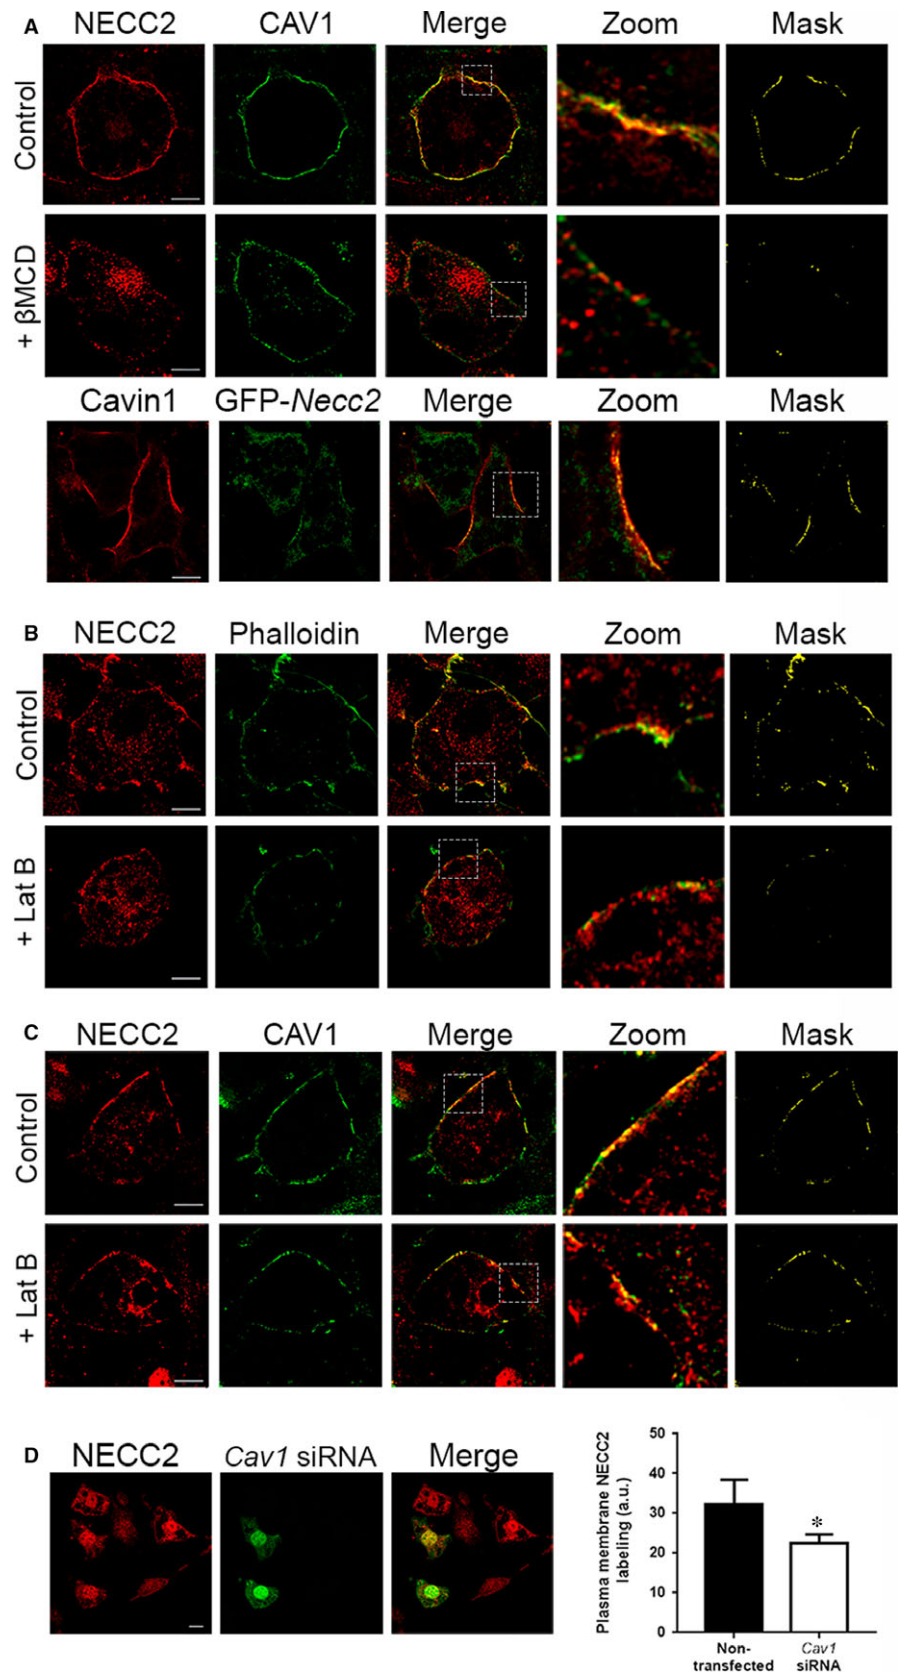 A
NECC2 CAV1 Merge Zoom Mask
Control
+ βMCD
Cavin1 GFP-Necc2 Merge Zoom Mask
B
NECC2 Phalloidin Merge Zoom Mask
Control
+ Lat B
C
NECC2 CAV1 Merge Zoom Mask
Control
+ Lat B
D
NECC2 Cav1 siRNA Merge
Plasma membrane NECC2
labeling (a.u.)
50
40
30
20
10
0
*
Non-
transfected
Cav1
siRNA